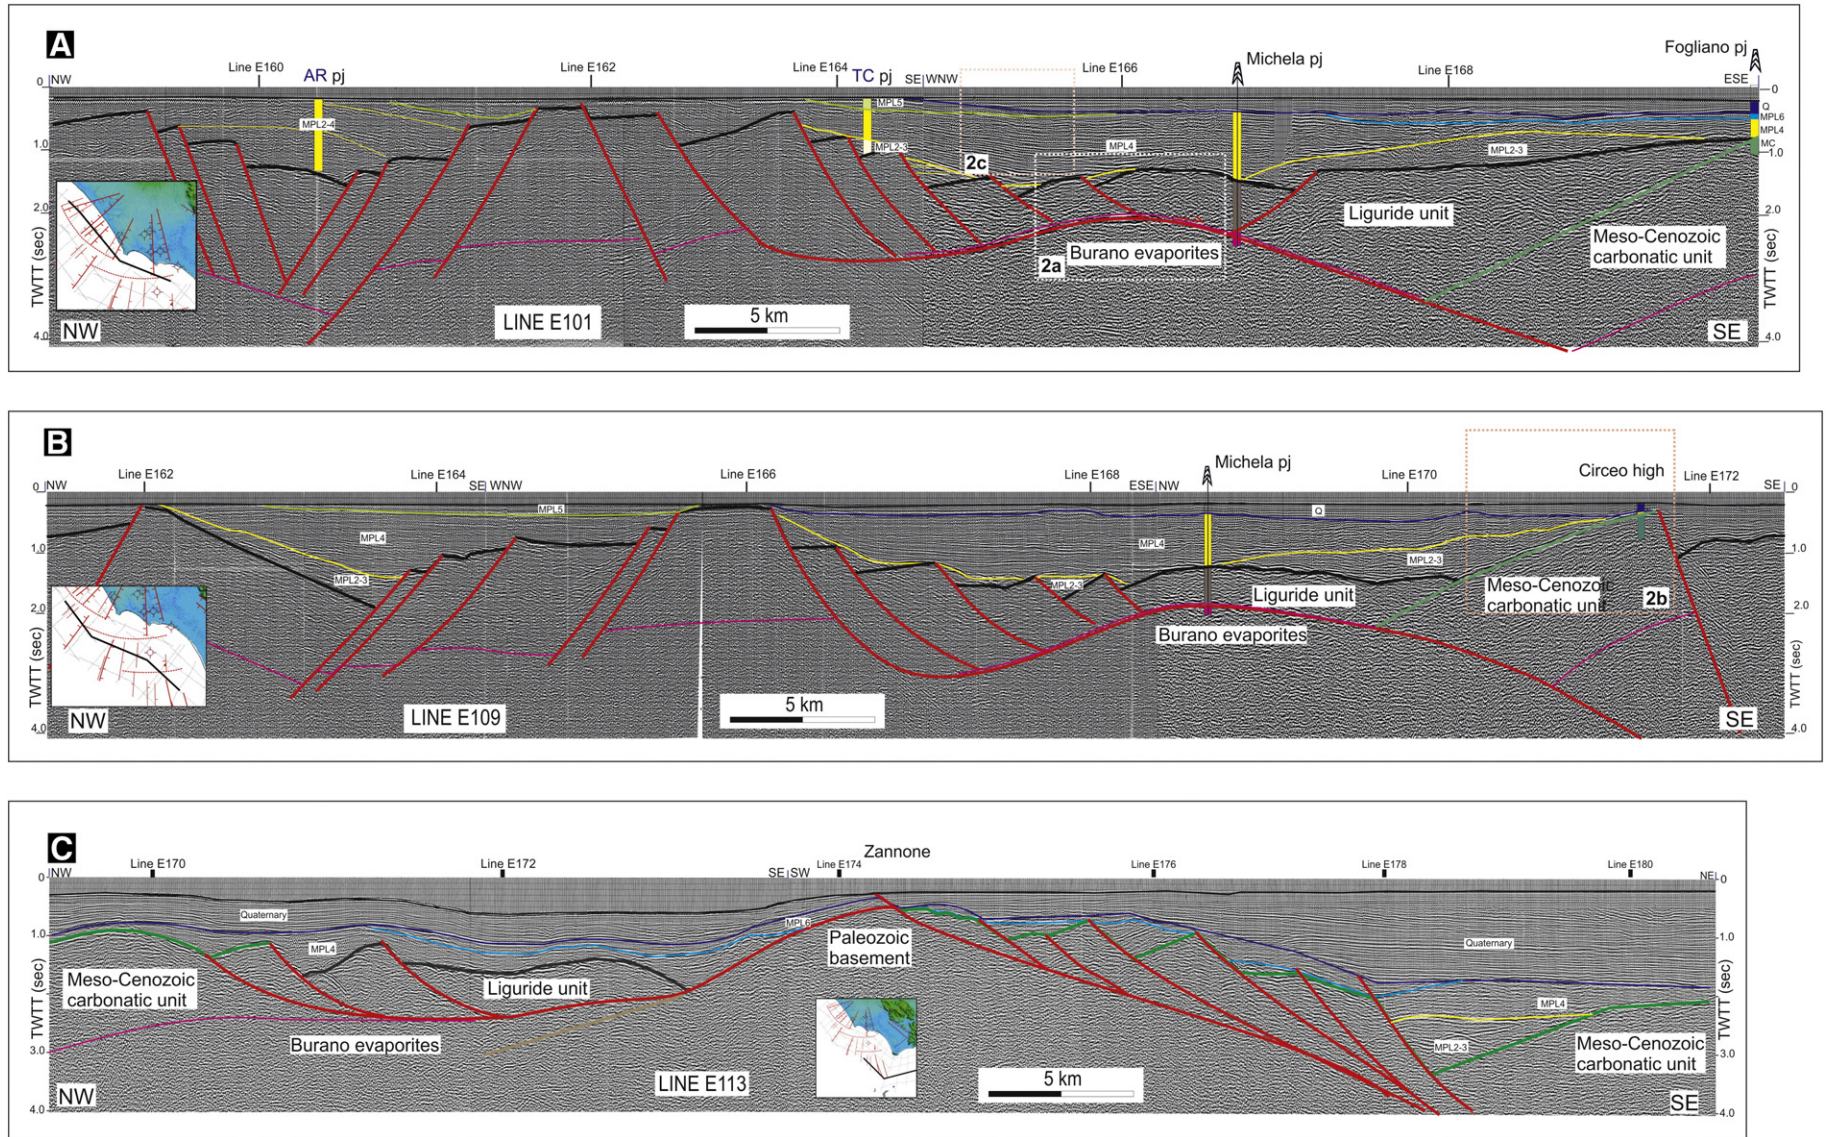 A
Fogliano pj
Michela pj
Line E160
Line E162
Line E164
Line E166
Line E168
AR pj
TC pj
0
NW
SE
WNW
ESE
0
MPL5
Q
MPL6
MPL2-4
MPL4
MPL4
MC
1.0
MPL2-3
MPL2-3
1.0
2c
2.0
Liguride unit
2.0
Meso-Cenozoic
carbonatic unit
Burano evaporites
2a
TWTT (sec)
TWTT (sec)
LINE E101
5 km
NW
SE
4.0
4.0
B
Line E162
Line E164
Line E166
Line E168
Michela pj
Line E170
Circeo high
Line E172
0
NW
SE
WNW
ESE
NW
SE
0
MPL5
Q
MPL4
MPL4
1.0
1.0
MPL2-3
MPL2-3
MPL2-3
Liguride unit
Meso-Cenozoic
carbonatic unit
2b
2.0
2.0
Burano evaporites
TWTT (sec)
TWTT (sec)
5 km
NW
LINE E109
SE
4.0
4.0
C
Line E170
Line E172
Line E174
Zannone
Line E176
Line E178
Line E180
NW
SE
SW
NE
0
0
Quaternary
MPL6
1.0
MPL4
Paleozoic
basement
Quaternary
1.0
Meso-Cenozoic
carbonatic unit
Liguride unit
TWTT (sec)
TWTT (sec)
MPL4
Burano evaporites
MPL2-3
Meso-Cenozoic
carbonatic unit
3.0
3.0
LINE E113
5 km
NW
SE
4.0
4.0